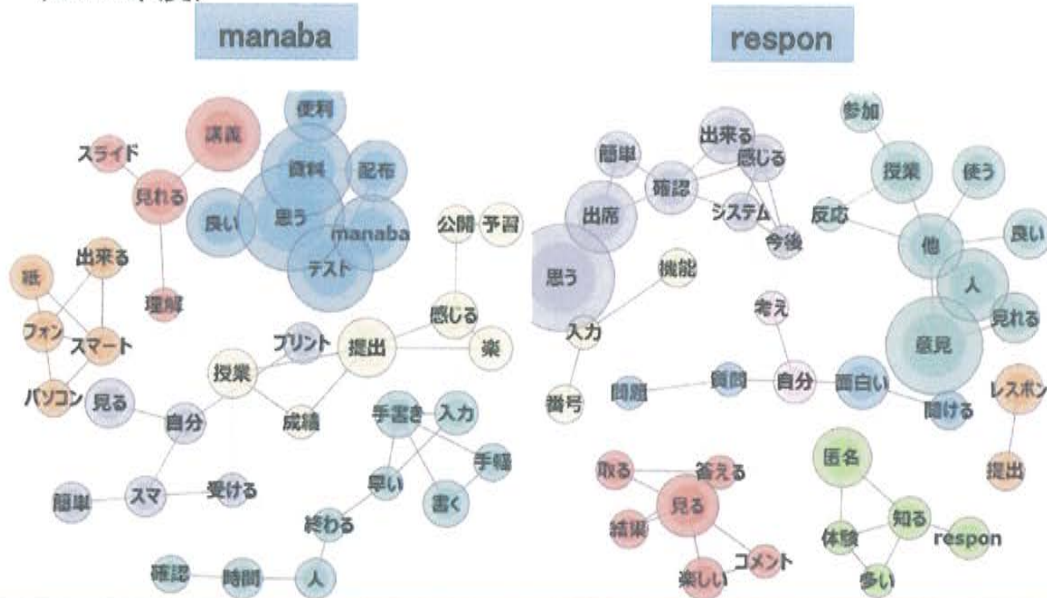 manaba
respon
便利
講義
スライド
資料
配布
見れる
良い
思う
manaba
公開
予習
テスト
出来る
紙
理解
感じる
フォン
スマート
プリント
提出
楽
授業
パソコン
見る
自分
成績
手書き
入力
手軽
早い
書く
簡単
スマ
受ける
終わる
確認
時間
人
参加
出来る
簡単
感じる
確認
授業
使う
出席
システム
反応
他
良い
今後
思う
機能
人
考え
見れる
入力
意見
問題
質問
自分
面白い
レスポン
番号
聞ける
匿名
取る
答える
提出
見る
知る
結果
体験
respon
コメント
楽しい
多い